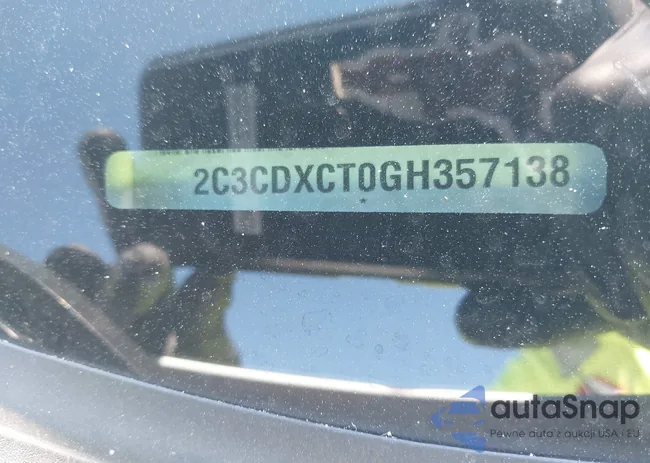 2C3CDXCT0GH357138
*
autaSnap
Pewne auta z aukcji USA i EU